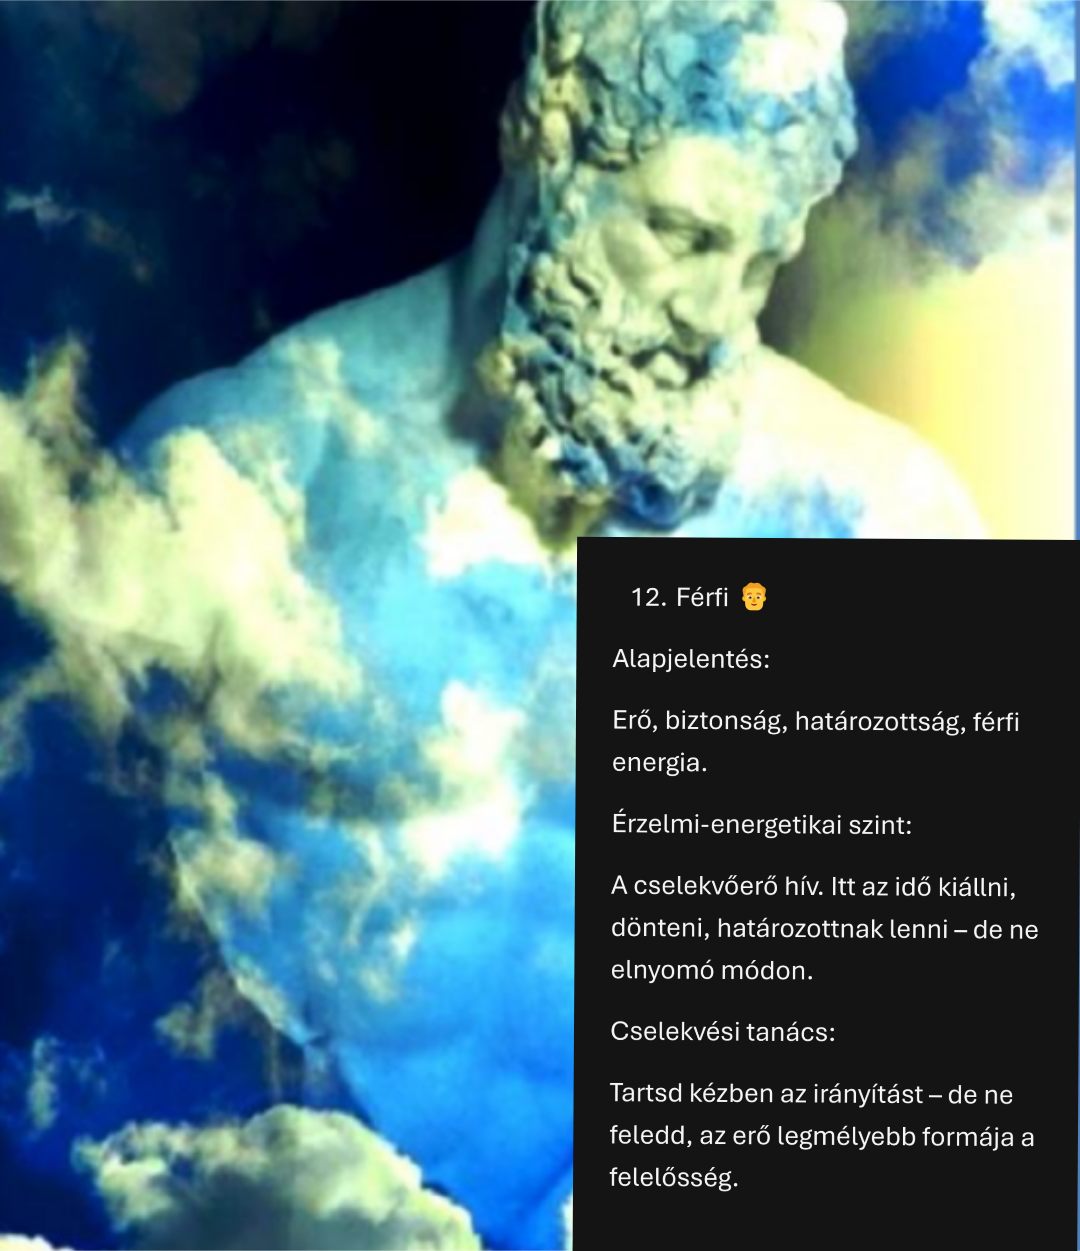 12. Férfi 👨
Alapjelentés:
Erő, biztonság, határozottság, férfi
energia.
Érzelmi-energetikai szint:
A cselekvőerő hív. Itt az idő kiállni,
dönteni, határozottnak lenni – de ne
elnyomó módon.
Cselekvési tanács:
Tartsd kézben az irányítást – de ne
feledd, az erő legmélyebb formája a
felelősség.